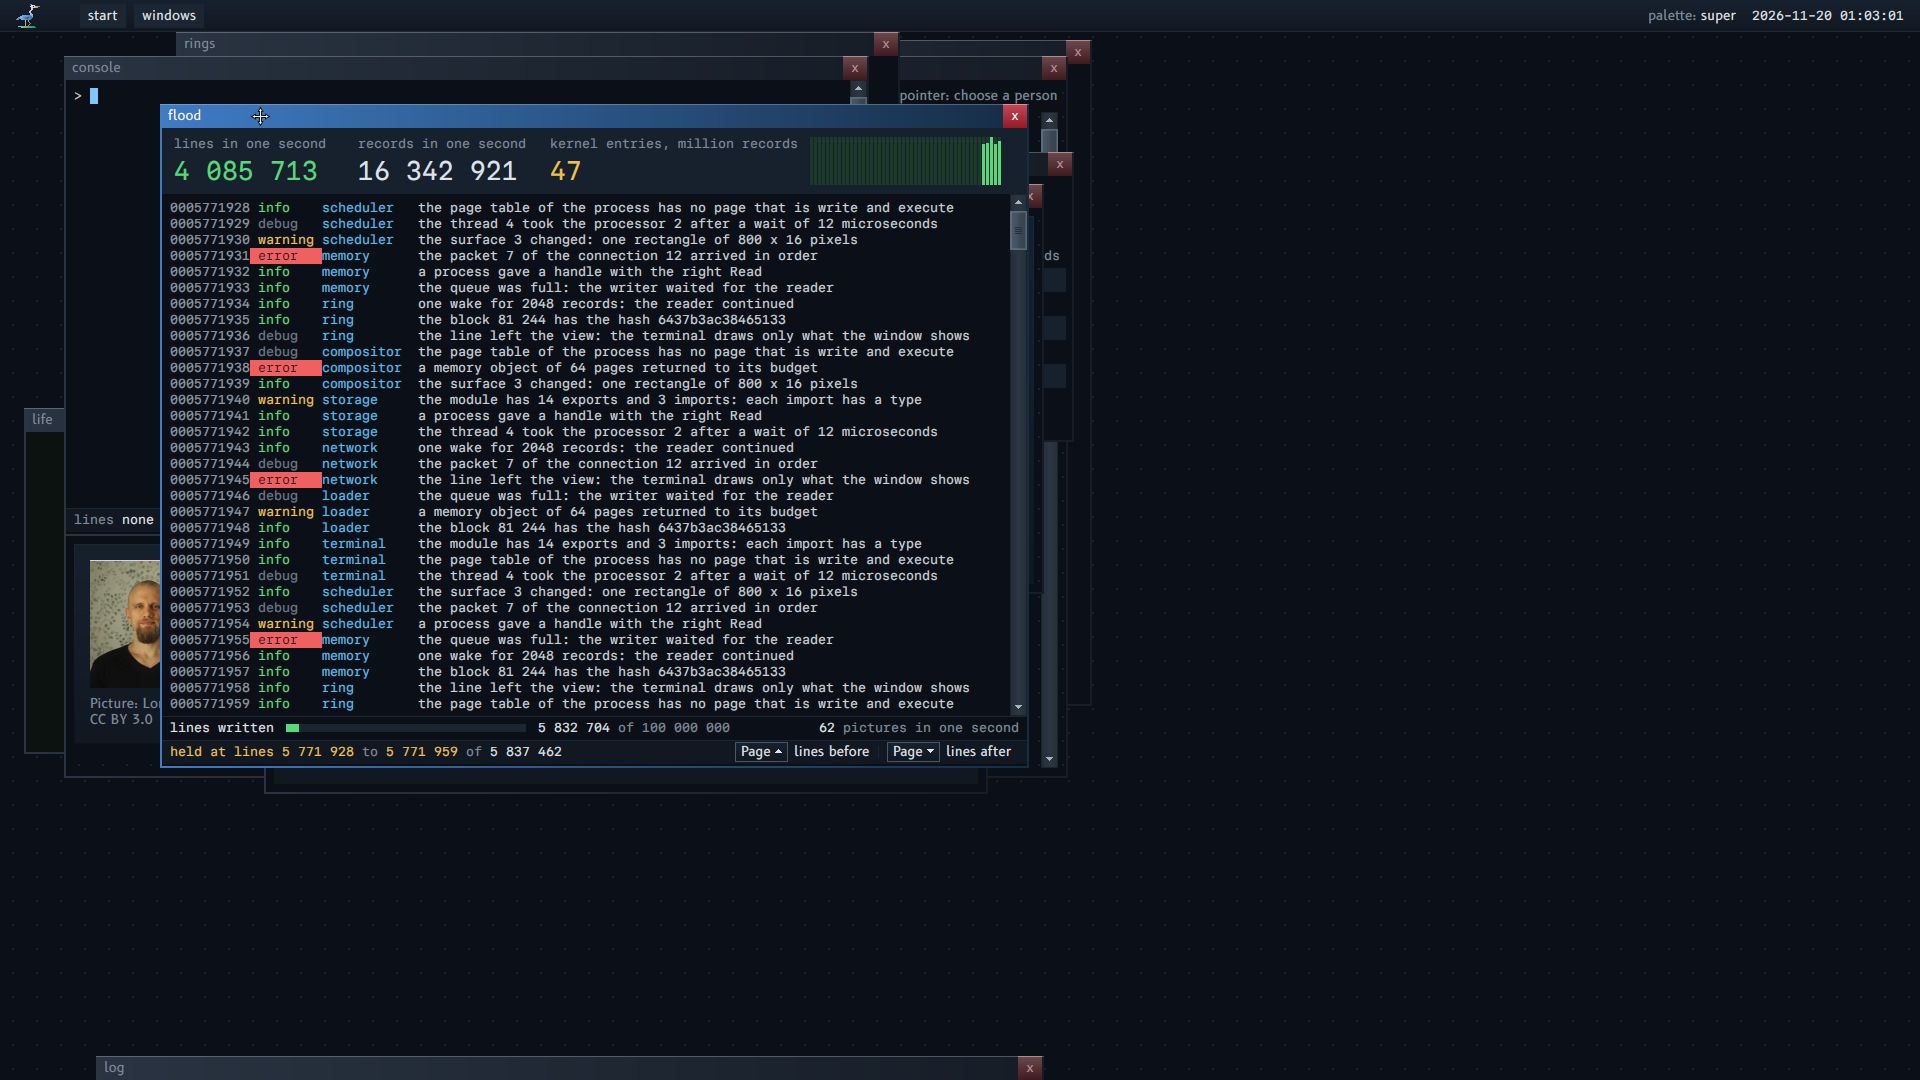 start windows palette: super 2026-11-20 01:03:01
rings x
x
console x
x
> pointer: choose a person
flood x
lines in one second records in one second kernel entries, million records
4 085 713 16 342 921 47
x
x
0005771928 info scheduler the page table of the process has no page that is write and execute
0005771929 debug scheduler the thread 4 took the processor 2 after a wait of 12 microseconds
0005771930 warning scheduler the surface 3 changed: one rectangle of 800 x 16 pixels
0005771931 error memory the packet 7 of the connection 12 arrived in order
ds
0005771932 info memory a process gave a handle with the right Read
0005771933 info memory the queue was full: the writer waited for the reader
0005771934 info ring one wake for 2048 records: the reader continued
0005771935 info ring the block 81 244 has the hash 6437b3ac38465133
0005771936 debug ring the line left the view: the terminal draws only what the window shows
0005771937 debug compositor the page table of the process has no page that is write and execute
0005771938 error compositor a memory object of 64 pages returned to its budget
0005771939 info compositor the surface 3 changed: one rectangle of 800 x 16 pixels
0005771940 warning storage the module has 14 exports and 3 imports: each import has a type
0005771941 info storage a process gave a handle with the right Read
life
0005771942 info storage the thread 4 took the processor 2 after a wait of 12 microseconds
0005771943 info network one wake for 2048 records: the reader continued
0005771944 debug network the packet 7 of the connection 12 arrived in order
0005771945 error network the line left the view: the terminal draws only what the window shows
0005771946 debug loader the queue was full: the writer waited for the reader
0005771947 warning loader a memory object of 64 pages returned to its budget
lines none
0005771948 info loader the block 81 244 has the hash 6437b3ac38465133
0005771949 info terminal the module has 14 exports and 3 imports: each import has a type
0005771950 info terminal the page table of the process has no page that is write and execute
0005771951 debug terminal the thread 4 took the processor 2 after a wait of 12 microseconds
0005771952 info scheduler the surface 3 changed: one rectangle of 800 x 16 pixels
0005771953 debug scheduler the packet 7 of the connection 12 arrived in order
0005771954 warning scheduler a process gave a handle with the right Read
0005771955 error memory the queue was full: the writer waited for the reader
0005771956 info memory one wake for 2048 records: the reader continued
0005771957 info memory the block 81 244 has the hash 6437b3ac38465133
0005771958 info ring the line left the view: the terminal draws only what the window shows
0005771959 info ring the page table of the process has no page that is write and execute
Picture: Lo
CC BY 3.0
lines written 5 832 704 of 100 000 000 62 pictures in one second
held at lines 5 771 928 to 5 771 959 of 5 837 462 Page lines before Page lines after
log x